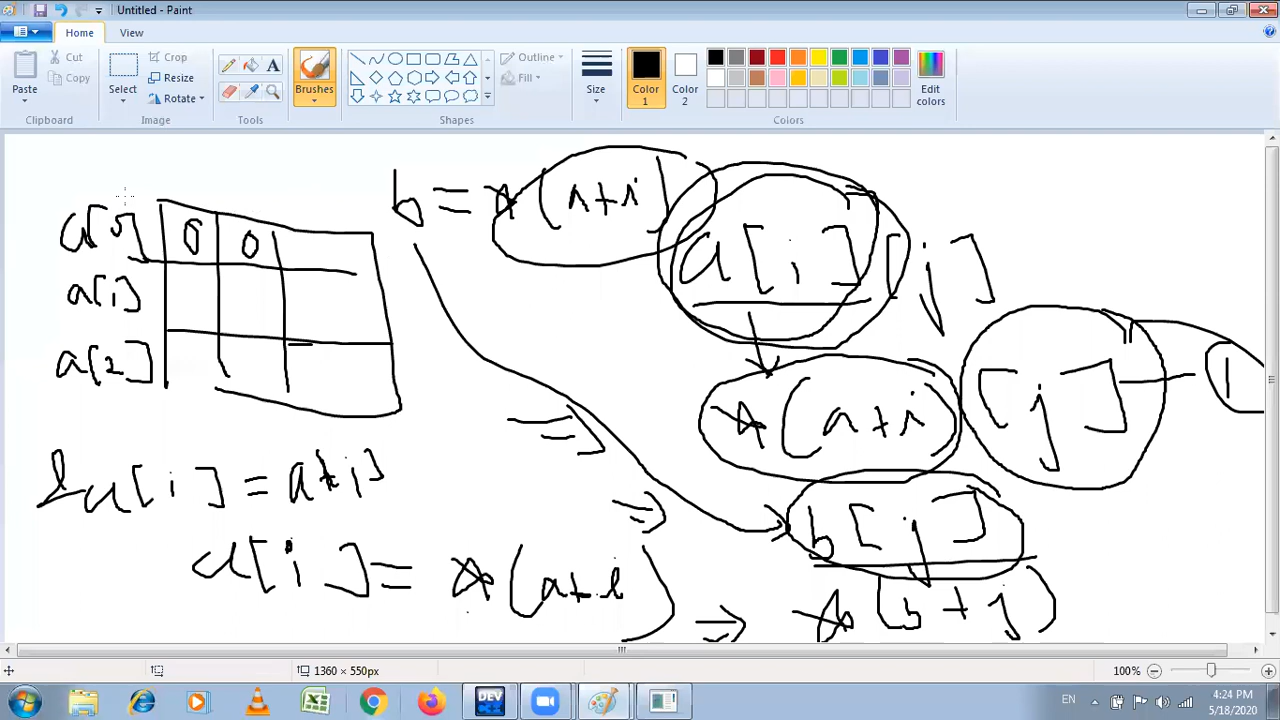 Untitled - Paint
Home
View
Paste
Cut
Copy
Clipboard
Select
Crop
Resize
Rotate
Image
Tools
Brushes
Shapes
Outline
Fill
Size
Color 1
Color 2
Edit colors
Colors
b = * (a+i)
a[0] 0 0
a[i] [j]
a[i]
a[2]
* (a+i) [j] — 1
&a[i] = a+i
⇒ b[j]
a[i] = * (a+i)
⇒ * (b+j)
1360 × 550px
100%
DEV
EN
4:24 PM
5/18/2020